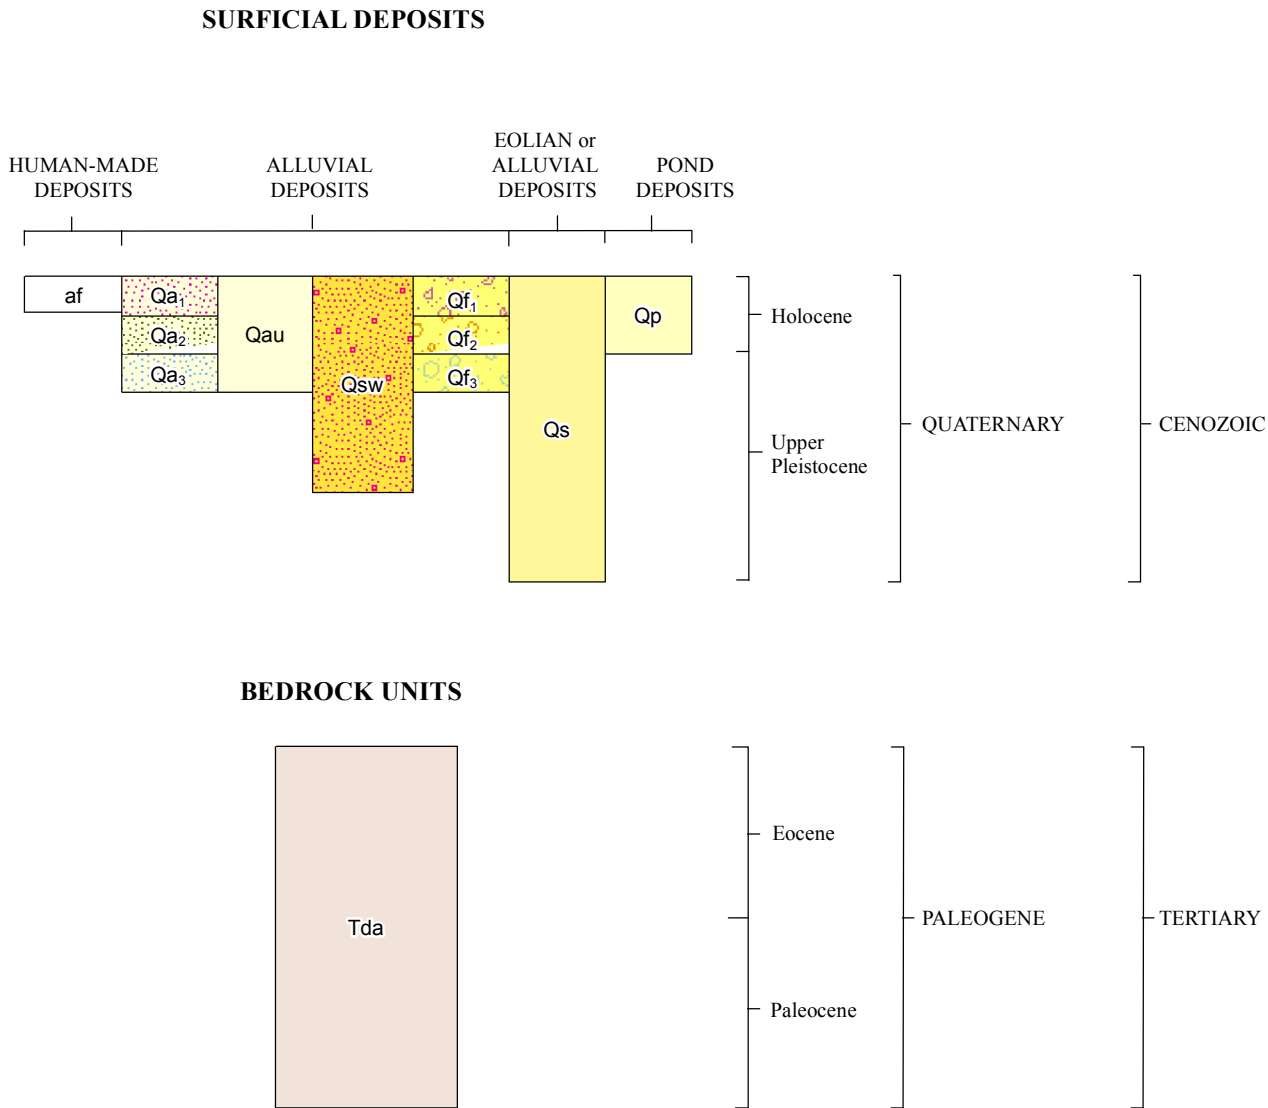 SURFICIAL DEPOSITS
HUMAN-MADE
DEPOSITS
ALLUVIAL
DEPOSITS
EOLIAN or
ALLUVIAL
DEPOSITS
POND
DEPOSITS
af
Qa₁
Qa₂
Qa₃
Qau
Qsw
Qf₁
Qf₂
Qf₃
Qs
Qp
Holocene
Upper
Pleistocene
QUATERNARY
CENOZOIC
BEDROCK UNITS
Tda
Eocene
Paleocene
PALEOGENE
TERTIARY